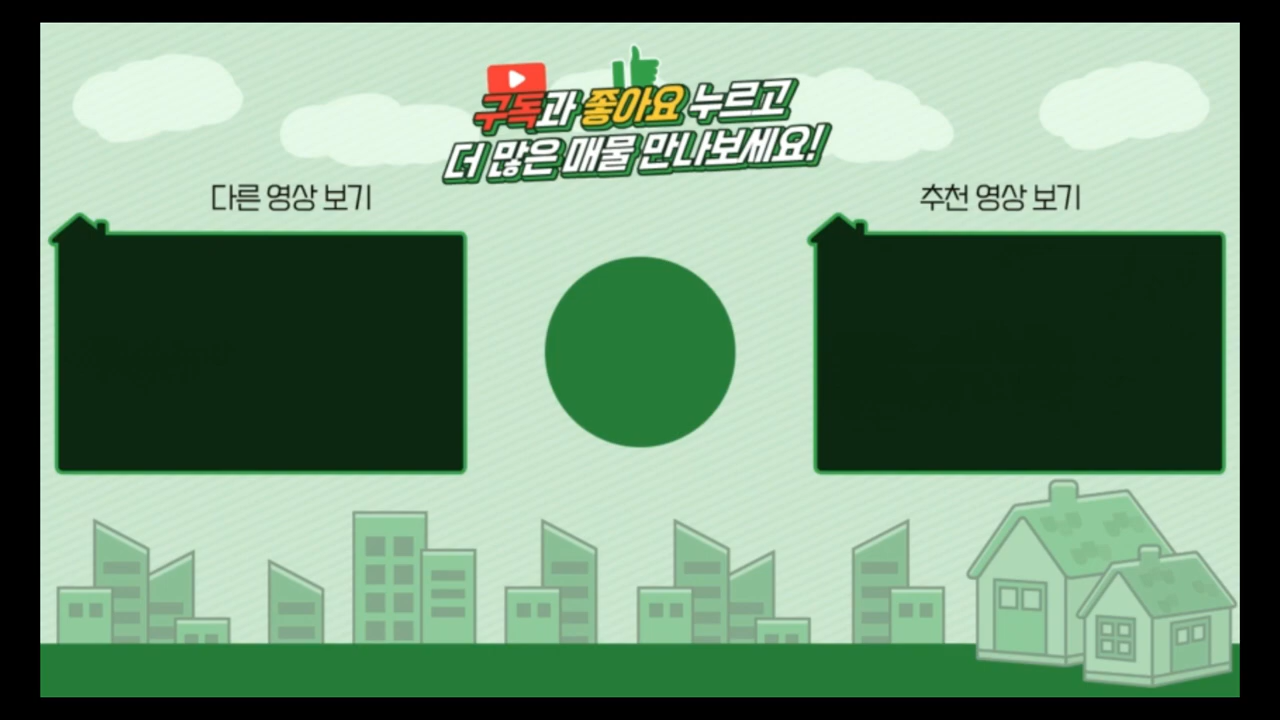 구독과 좋아요 누르고
더 많은 매물 만나보세요!
다른 영상 보기
추천 영상 보기